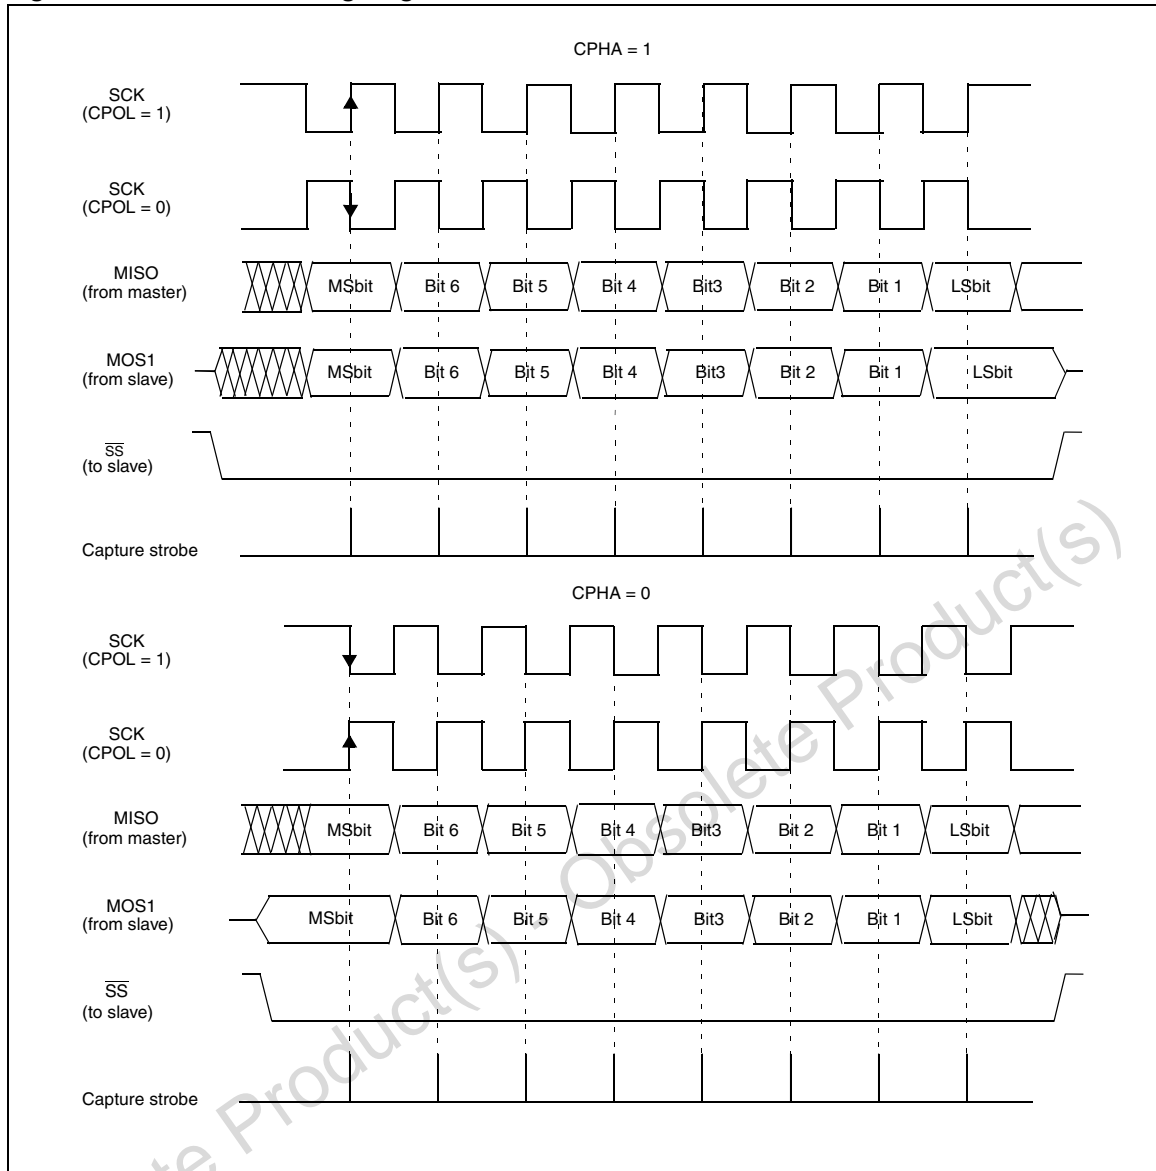 CPHA = 1
SCK
(CPOL = 1)
SCK
(CPOL = 0)
MISO
(from master)
MSbit Bit 6 Bit 5 Bit 4 Bit3 Bit 2 Bit 1 LSbit
MOS1
(from slave)
MSbit Bit 6 Bit 5 Bit 4 Bit3 Bit 2 Bit 1 LSbit
SS
(to slave)
Capture strobe
CPHA = 0
SCK
(CPOL = 1)
SCK
(CPOL = 0)
MISO
(from master)
MSbit Bit 6 Bit 5 Bit 4 Bit3 Bit 2 Bit 1 LSbit
MOS1
(from slave)
MSbit Bit 6 Bit 5 Bit 4 Bit3 Bit 2 Bit 1 LSbit
SS
(to slave)
Capture strobe
Product(s) - Obsolete Product(s)